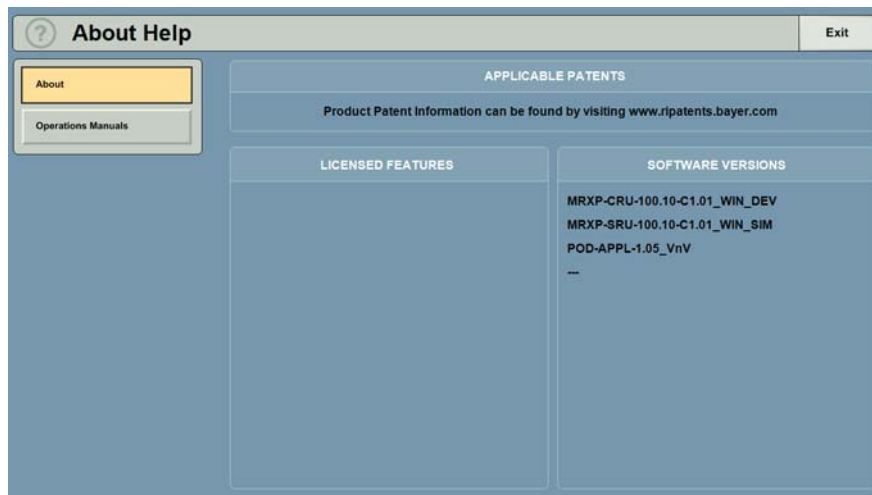 ? About Help
Exit
About
Operations Manuals
APPLICABLE PATENTS
Product Patent Information can be found by visiting www.ripatents.bayer.com
LICENSED FEATURES
SOFTWARE VERSIONS
MRXP-CRU-100.10-C1.01_WIN_DEV
MRXP-SRU-100.10-C1.01_WIN_SIM
POD-APPL-1.05_VnV
---